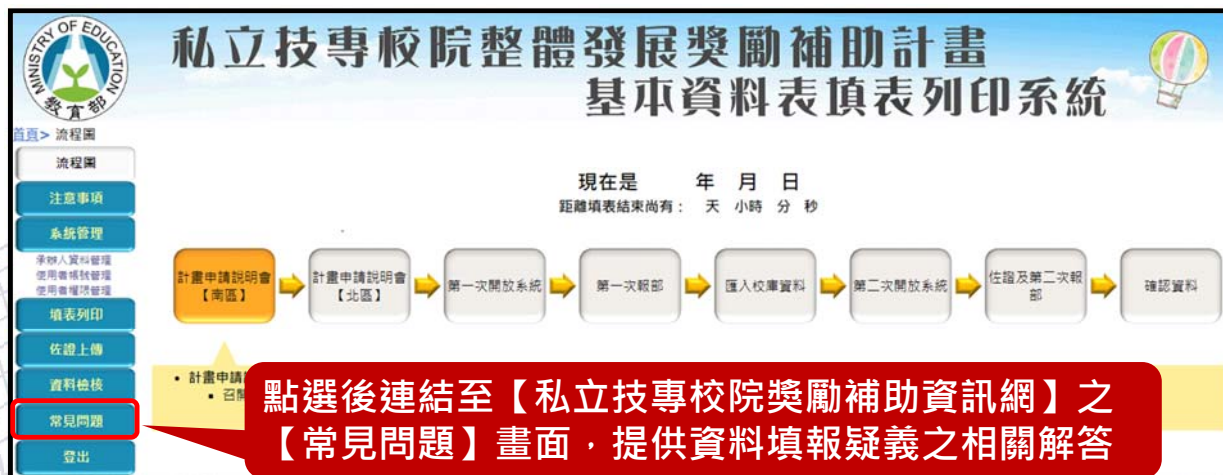 MINISTRY OF EDUCATION
教育部
私立技專校院整體發展獎勵補助計畫
基本資料表填表列印系統
首頁> 流程圖
流程圖
注意事項
系統管理
承辦人資料管理
使用者帳號管理
使用者權限管理
填表列印
佐證上傳
資料檢核
常見問題
登出
現在是 年 月 日
距離填表結束尚有： 天 小時 分 秒
計畫申請說明會
【南區】
計畫申請說明會
【北區】
第一次開放系統
第一次報部
匯入校庫資料
第二次開放系統
佐證及第二次報
部
確認資料
• 計畫申請
▪ 召開
點選後連結至【私立技專校院獎勵補助資訊網】之
【常見問題】畫面，提供資料填報疑義之相關解答